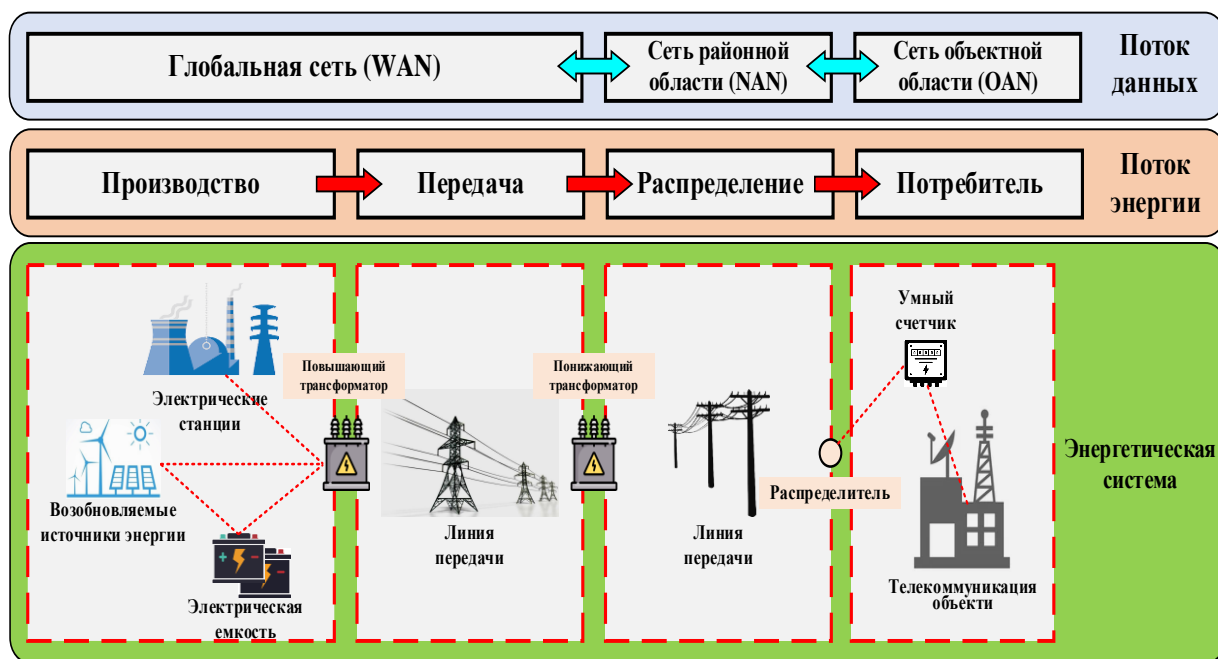 Глобальная сеть (WAN)
Сеть районной
области (NAN)
Сеть объектной
области (OAN)
Поток
данных
Производство
Передача
Распределение
Потребитель
Поток
энергии
Электрические
станции
Возобновляемые
источники энергии
Электрическая
емкость
Повышающий
трансформатор
Линия
передачи
Понижающий
трансформатор
Линия
передачи
Распределитель
Умный
счетчик
Телекоммуникация
объекти
Энергетическая
система